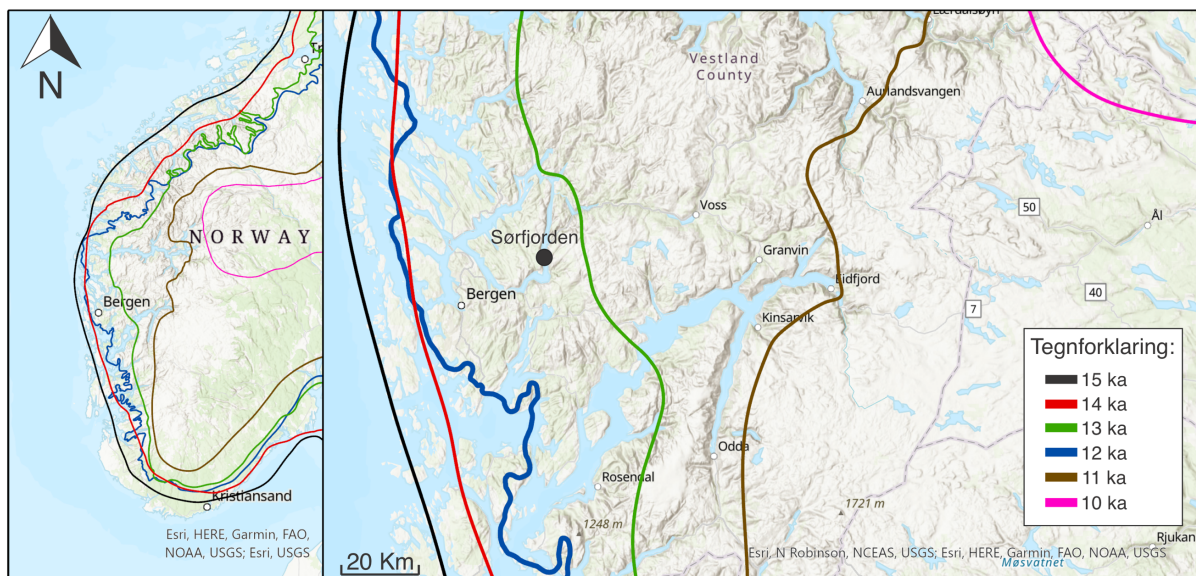 N
Tr
NORWAY
Bergen
Kristiansand
Esri, HERE, Garmin, FAO,
NOAA, USGS; Esri, USGS
Lærdalsøyri
Vestland
County
Aurlandsvangen
Voss
50
Ål
Sørfjorden
Granvin
Eidfjord
40
Bergen
7
Kinsarvik
Tegnforklaring:
15 ka
14 ka
13 ka
12 ka
11 ka
10 ka
Odda
Rosendal
1721 m
1248 m
Rjukan
Esri, N Robinson, NCEAS, USGS; Esri, HERE, Garmin, FAO, NOAA, USGS
Møsvatnet
20 Km